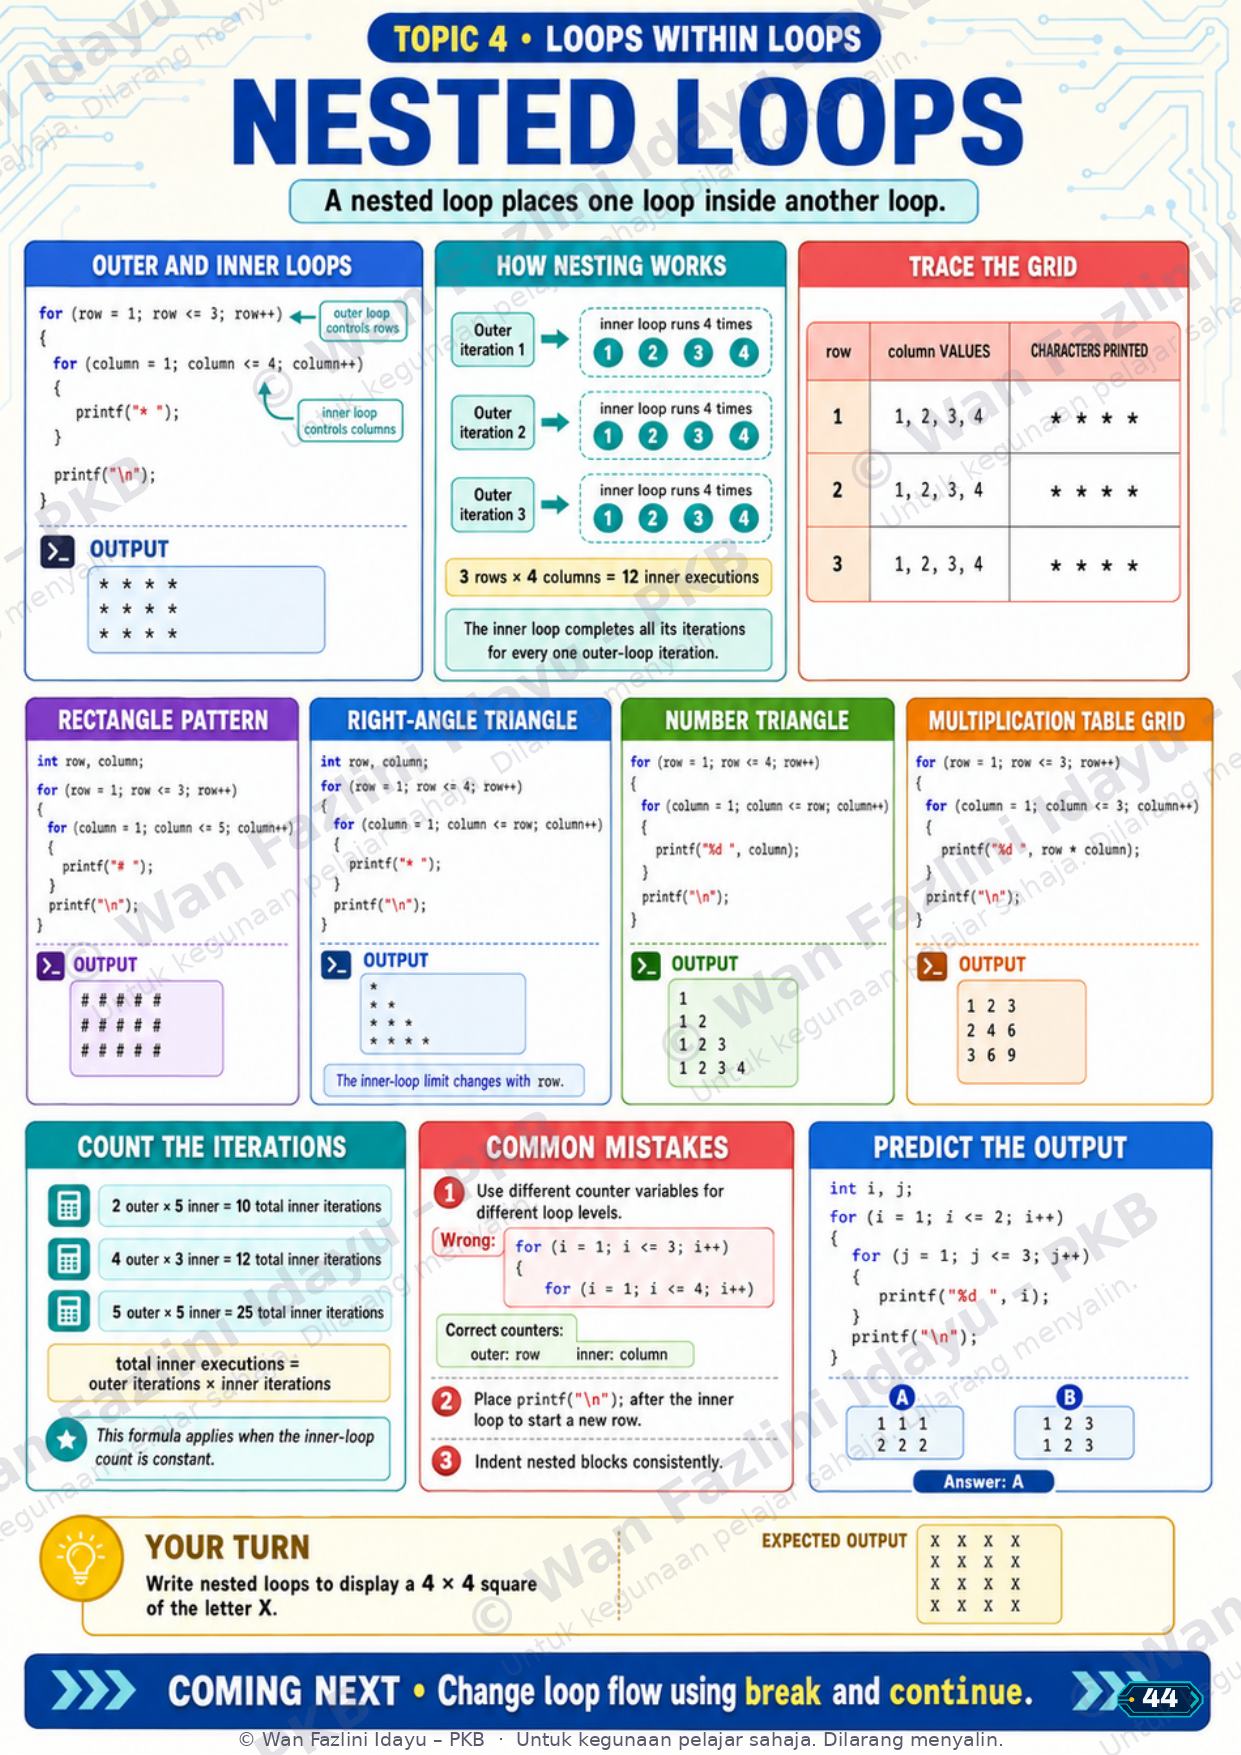 TOPIC 4 • LOOPS WITHIN LOOPS
NESTED LOOPS
A nested loop places one loop inside another loop.
OUTER AND INNER LOOPS
for (row = 1; row <= 3; row++)
outer loop
controls rows
{
for (column = 1; column <= 4; column++)
{
printf("* ");
inner loop
controls columns
}
printf("\n");
}
OUTPUT
* * * *
* * * *
* * * *
HOW NESTING WORKS
Outer
iteration 1
inner loop runs 4 times
1 2 3 4
Outer
iteration 2
inner loop runs 4 times
1 2 3 4
Outer
iteration 3
inner loop runs 4 times
1 2 3 4
3 rows × 4 columns = 12 inner executions
The inner loop completes all its iterations
for every one outer-loop iteration.
TRACE THE GRID
row column VALUES CHARACTERS PRINTED
1 1, 2, 3, 4 * * * *
2 1, 2, 3, 4 * * * *
3 1, 2, 3, 4 * * * *
RECTANGLE PATTERN
int row, column;
for (row = 1; row <= 3; row++)
{
for (column = 1; column <= 5; column++)
{
printf("# ");
}
printf("\n");
}
OUTPUT
# # # # #
# # # # #
# # # # #
RIGHT-ANGLE TRIANGLE
int row, column;
for (row = 1; row <= 4; row++)
{
for (column = 1; column <= row; column++)
{
printf("* ");
}
printf("\n");
}
OUTPUT
*
* *
* * *
* * * *
The inner-loop limit changes with row.
NUMBER TRIANGLE
for (row = 1; row <= 4; row++)
{
for (column = 1; column <= row; column++)
{
printf("%d ", column);
}
printf("\n");
}
OUTPUT
1
1 2
1 2 3
1 2 3 4
MULTIPLICATION TABLE GRID
for (row = 1; row <= 3; row++)
{
for (column = 1; column <= 3; column++)
{
printf("%d ", row * column);
}
printf("\n");
}
OUTPUT
1 2 3
2 4 6
3 6 9
COUNT THE ITERATIONS
2 outer × 5 inner = 10 total inner iterations
4 outer × 3 inner = 12 total inner iterations
5 outer × 5 inner = 25 total inner iterations
total inner executions =
outer iterations × inner iterations
This formula applies when the inner-loop
count is constant.
COMMON MISTAKES
1 Use different counter variables for
different loop levels.
Wrong:
for (i = 1; i <= 3; i++)
{
for (i = 1; i <= 4; i++)
Correct counters:
outer: row inner: column
2 Place printf("\n"); after the inner
loop to start a new row.
3 Indent nested blocks consistently.
PREDICT THE OUTPUT
int i, j;
for (i = 1; i <= 2; i++)
{
for (j = 1; j <= 3; j++)
{
printf("%d ", i);
}
printf("\n");
}
A
1 1 1
2 2 2
B
1 2 3
1 2 3
Answer: A
YOUR TURN
Write nested loops to display a 4 × 4 square
of the letter X.
EXPECTED OUTPUT
X X X X
X X X X
X X X X
X X X X
COMING NEXT • Change loop flow using break and continue.
44
© Wan Fazlini Idayu – PKB · Untuk kegunaan pelajar sahaja. Dilarang menyalin.
© Wan Fazlini Idayu – PKB
Untuk kegunaan pelajar sahaja. Dilarang menyalin.